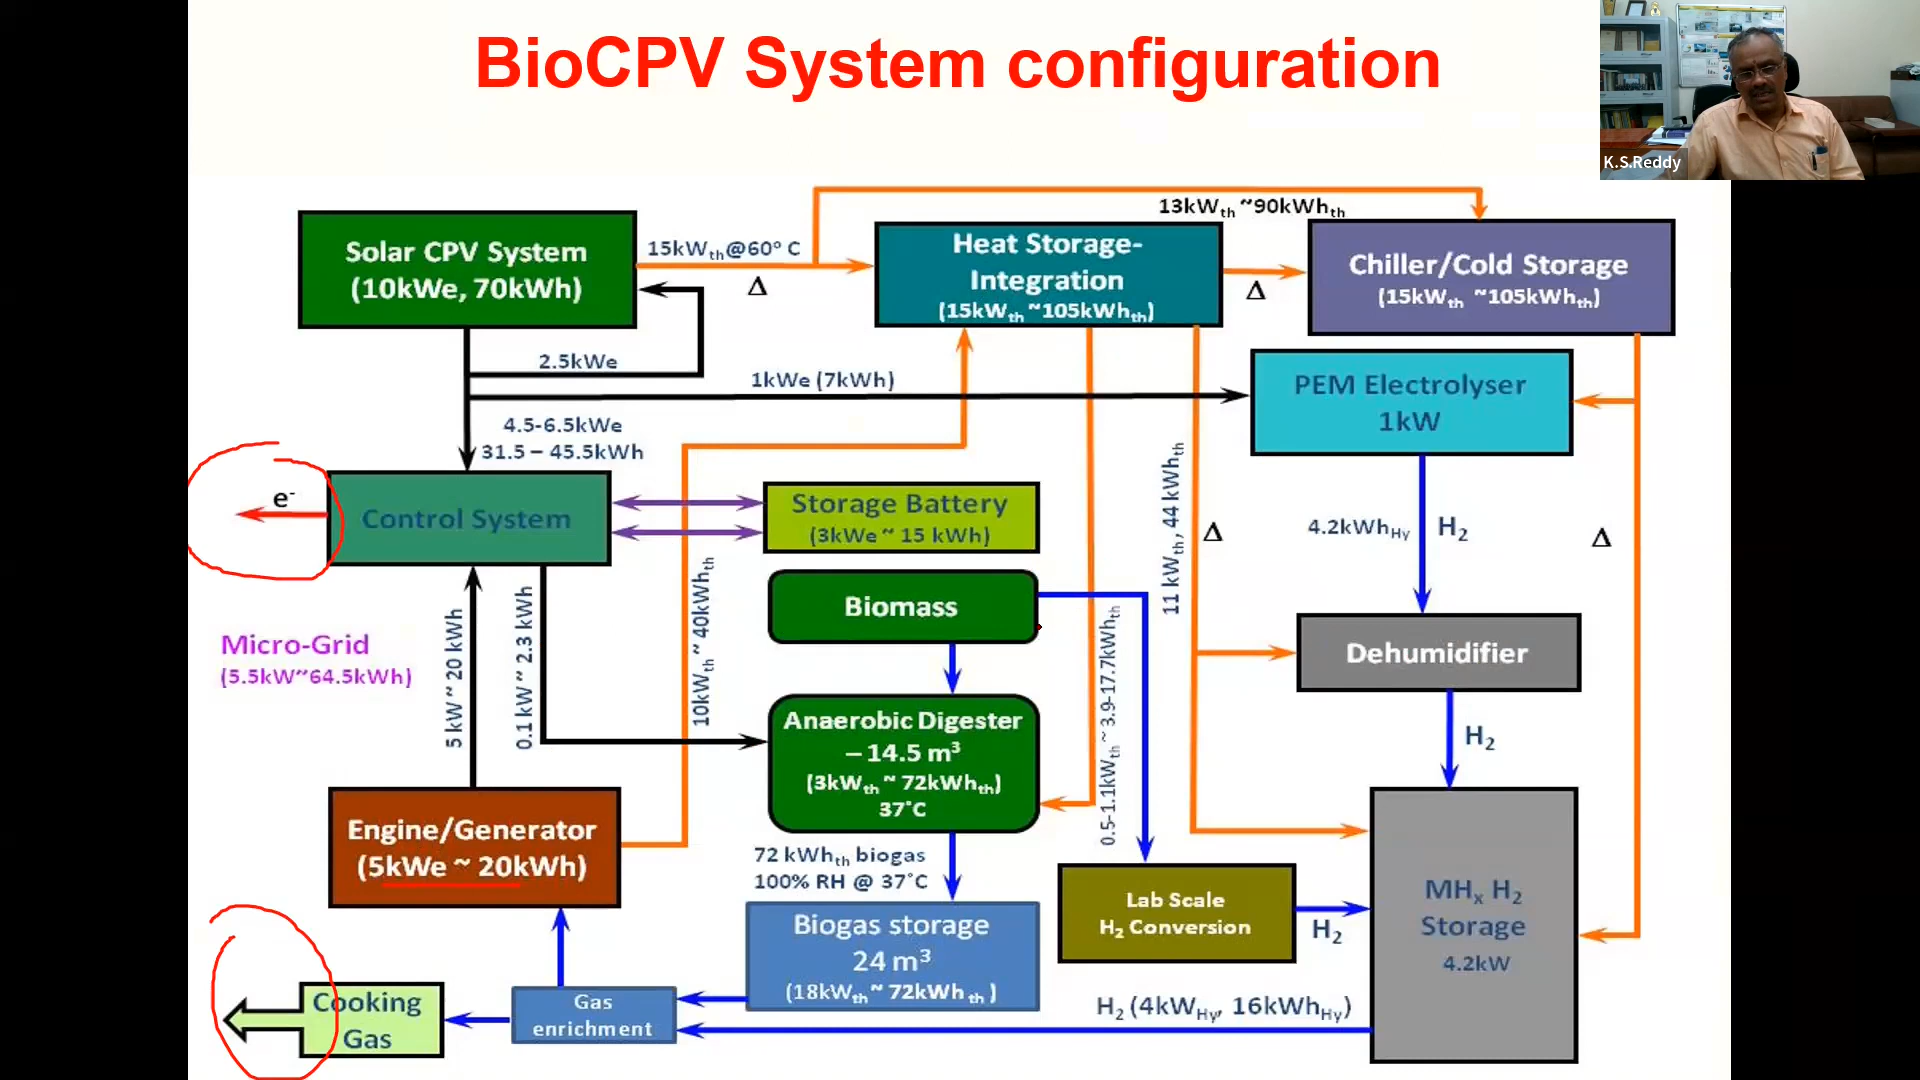 BioCPV System configuration
K.S.Reddy
Solar CPV System
(10kWe, 70kWh)
15kWth@60° C
Δ
13kWth ~90kWhth
Heat Storage-
Integration
(15kWth ~105kWhth)
Δ
Chiller/Cold Storage
(15kWth ~105kWhth)
2.5kWe
1kWe (7kWh)
PEM Electrolyser
1kW
4.5-6.5kWe
31.5 – 45.5kWh
e-
Control System
Storage Battery
(3kWe ~ 15 kWh)
11 kWth, 44 kWhth
Δ
4.2kWhHy
H2
Δ
Biomass
Micro-Grid
(5.5kW~64.5kWh)
5 kW ~ 20 kWh
0.1 kW ~ 2.3 kWh
10kWth ~ 40kWhth
0.5-1.1kWth ~ 3.9-17.7kWhth
Dehumidifier
H2
Anaerobic Digester
– 14.5 m³
(3kWth ~ 72kWhth)
37°C
Engine/Generator
(5kWe ~ 20kWh)
72 kWhth biogas
100% RH @ 37°C
Lab Scale
H2 Conversion
H2
MHx H2
Storage
4.2kW
Biogas storage
24 m³
(18kWth ~ 72kWh th )
Cooking
Gas
Gas
enrichment
H2 (4kWHy, 16kWhHy)